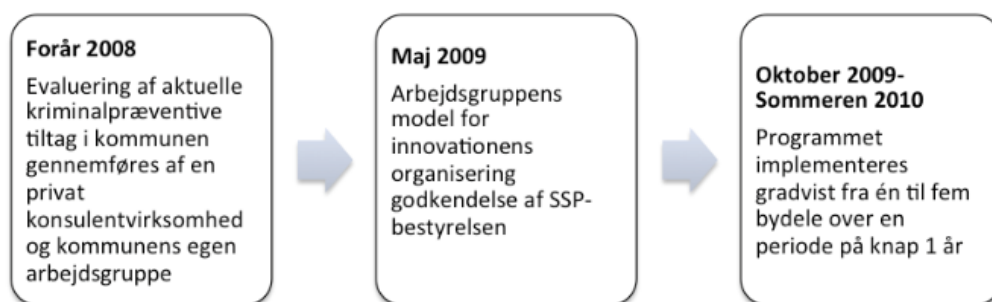 Forår 2008
Evaluering af aktuelle
kriminalpræventive
tiltag i kommunen
gennemføres af en
privat
konsulentvirksomhed
og kommunens egen
arbejdsgruppe
Maj 2009
Arbejdsgruppens
model for
innovationens
organisering
godkendelse af SSP-
bestyrelsen
Oktober 2009-
Sommeren 2010
Programmet
implementeres
gradvist fra én til fem
bydele over en
periode på knap 1 år